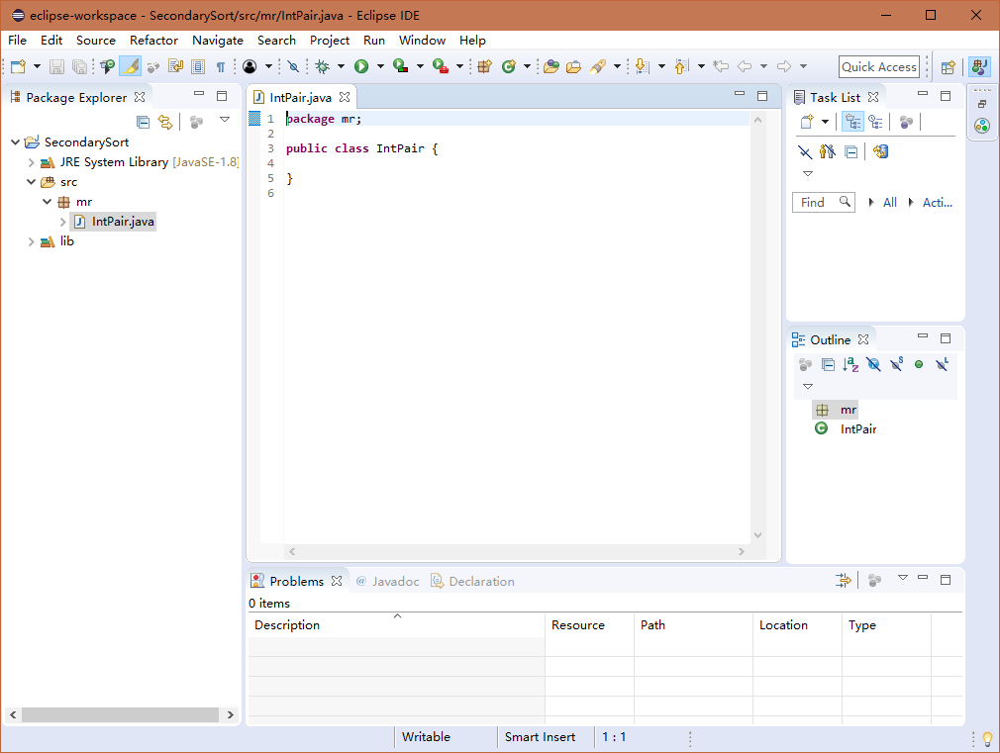 eclipse-workspace - SecondarySort/src/mr/IntPair.java - Eclipse IDE
File Edit Source Refactor Navigate Search Project Run Window Help
Quick Access
Package Explorer
SecondarySort
JRE System Library [JavaSE-1.8]
src
mr
IntPair.java
lib
IntPair.java
1 package mr;
2
3 public class IntPair {
4
5 }
6
Task List
Find All Acti...
Outline
mr
IntPair
Problems @ Javadoc Declaration
0 items
Description Resource Path Location Type
Writable Smart Insert 1 : 1